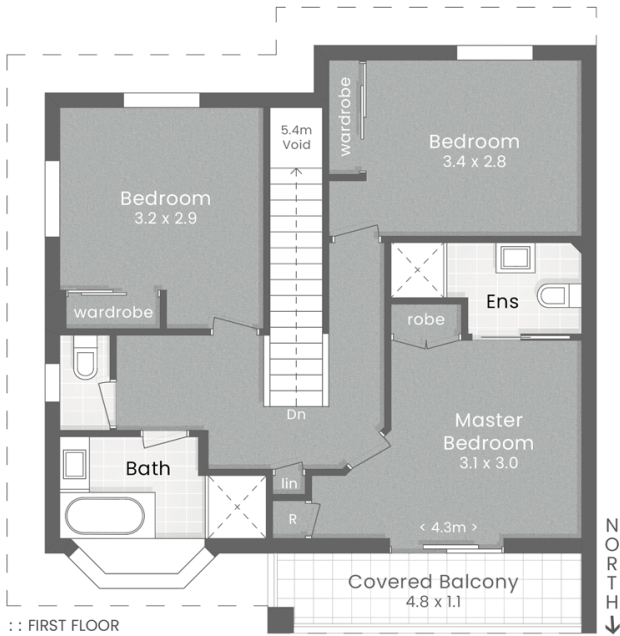 wardrobe
5.4m
Void
Bedroom
3.4 x 2.8
Bedroom
3.2 x 2.9
wardrobe
Ens
robe
Dn
Master
Bedroom
3.1 x 3.0
Bath
lin
R
< 4.3m >
Covered Balcony
4.8 x 1.1
NORTH
:: FIRST FLOOR